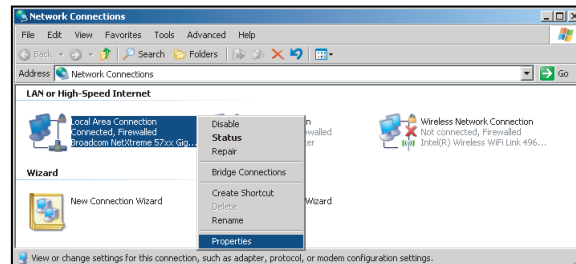 Network Connections
File Edit View Favorites Tools Advanced Help
Back Search Folders
Address Network Connections Go
LAN or High-Speed Internet
Local Area Connection
Connected, Firewalled
Broadcom NetXtreme 57xx Gig...
Disable
Status
Repair
Bridge Connections
Create Shortcut
Delete
Rename
Properties
Wireless Network Connection
Not connected, Firewalled
Intel(R) Wireless WiFi Link 496...
Wizard
New Connection Wizard
Wizard
View or change settings for this connection, such as adapter, protocol, or modem configuration settings.